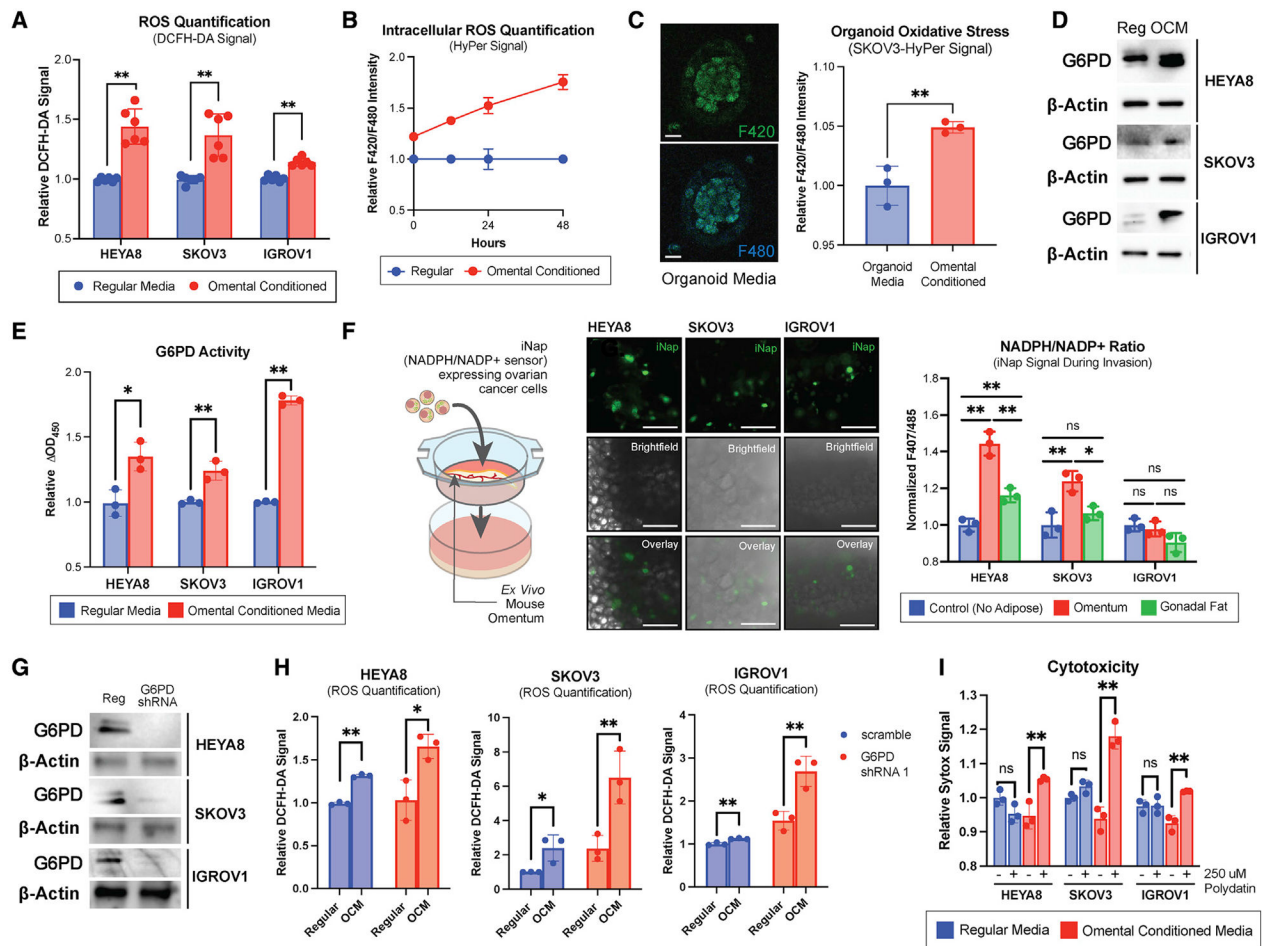 A
ROS Quantification
(DCFH-DA Signal)
Relative DCFH-DA Signal
2.0
1.5
1.0
0.5
**
**
**
HEYA8
SKOV3
IGROV1
Regular Media
Omental Conditioned
B
Intracellular ROS Quantification
(HyPer Signal)
Relative F420/F480 Intensity
2.0
1.5
1.0
0.5
0
24
48
Hours
Regular
Omental Conditioned
C
F420
F480
Organoid Media
Organoid Oxidative Stress
(SKOV3-HyPer Signal)
Relative F420/F480 Intensity
1.10
1.05
1.00
0.95
**
Organoid
Media
Omental
Conditioned
D
Reg OCM
G6PD
β-Actin
HEYA8
G6PD
β-Actin
SKOV3
G6PD
β-Actin
IGROV1
E
G6PD Activity
Relative ΔOD450
2.0
1.5
1.0
0.5
*
**
**
HEYA8
SKOV3
IGROV1
Regular Media
Omental Conditioned Media
F
iNap
(NADPH/NADP+ sensor)
expressing ovarian
cancer cells
Ex Vivo
Mouse
Omentum
HEYA8
SKOV3
IGROV1
iNap
iNap
iNap
Brightfield
Brightfield
Brightfield
Overlay
Overlay
Overlay
NADPH/NADP+ Ratio
(iNap Signal During Invasion)
Normalized F407/485
1.8
1.6
1.4
1.2
1.0
0.8
**
** **
ns
** *
ns
ns ns
HEYA8
SKOV3
IGROV1
Control (No Adipose)
Omentum
Gonadal Fat
G
Reg
G6PD
shRNA
G6PD
β-Actin
HEYA8
G6PD
β-Actin
SKOV3
G6PD
β-Actin
IGROV1
H
HEYA8
(ROS Quantification)
Relative DCFH-DA Signal
2.0
1.5
1.0
0.5
0.0
**
*
Regular
OCM
Regular
OCM
SKOV3
(ROS Quantification)
Relative DCFH-DA Signal
10
8
6
4
2
0
*
**
Regular
OCM
Regular
OCM
IGROV1
(ROS Quantification)
Relative DCFH-DA Signal
4
3
2
1
0
**
**
Regular
OCM
Regular
OCM
scramble
G6PD
shRNA 1
I
Cytotoxicity
Relative Sytox Signal
1.3
1.2
1.1
1.0
0.9
0.8
ns
**
ns
**
ns
**
- + - + - + - + - + - +
250 uM
Polydatin
HEYA8
SKOV3
IGROV1
Regular Media
Omental Conditioned Media